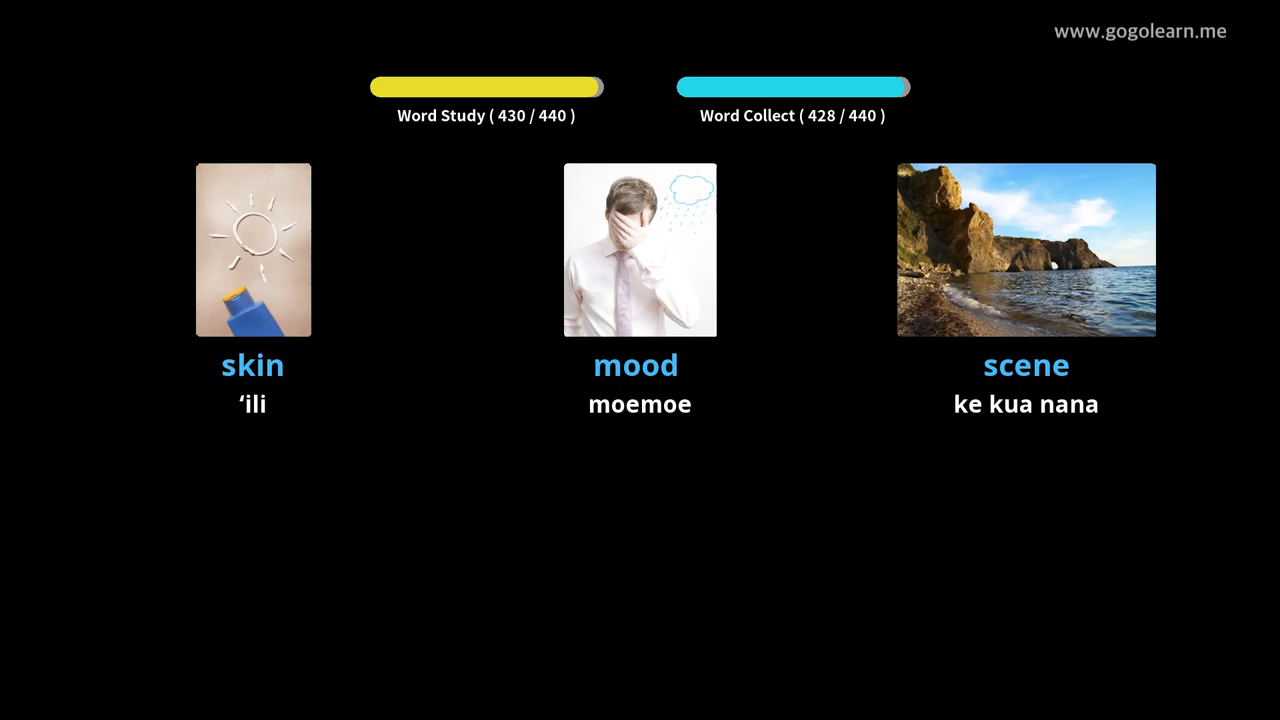 www.gogolearn.me
Word Study ( 430 / 440 )
Word Collect ( 428 / 440 )
skin
‘ili
mood
moemoe
scene
ke kua nana